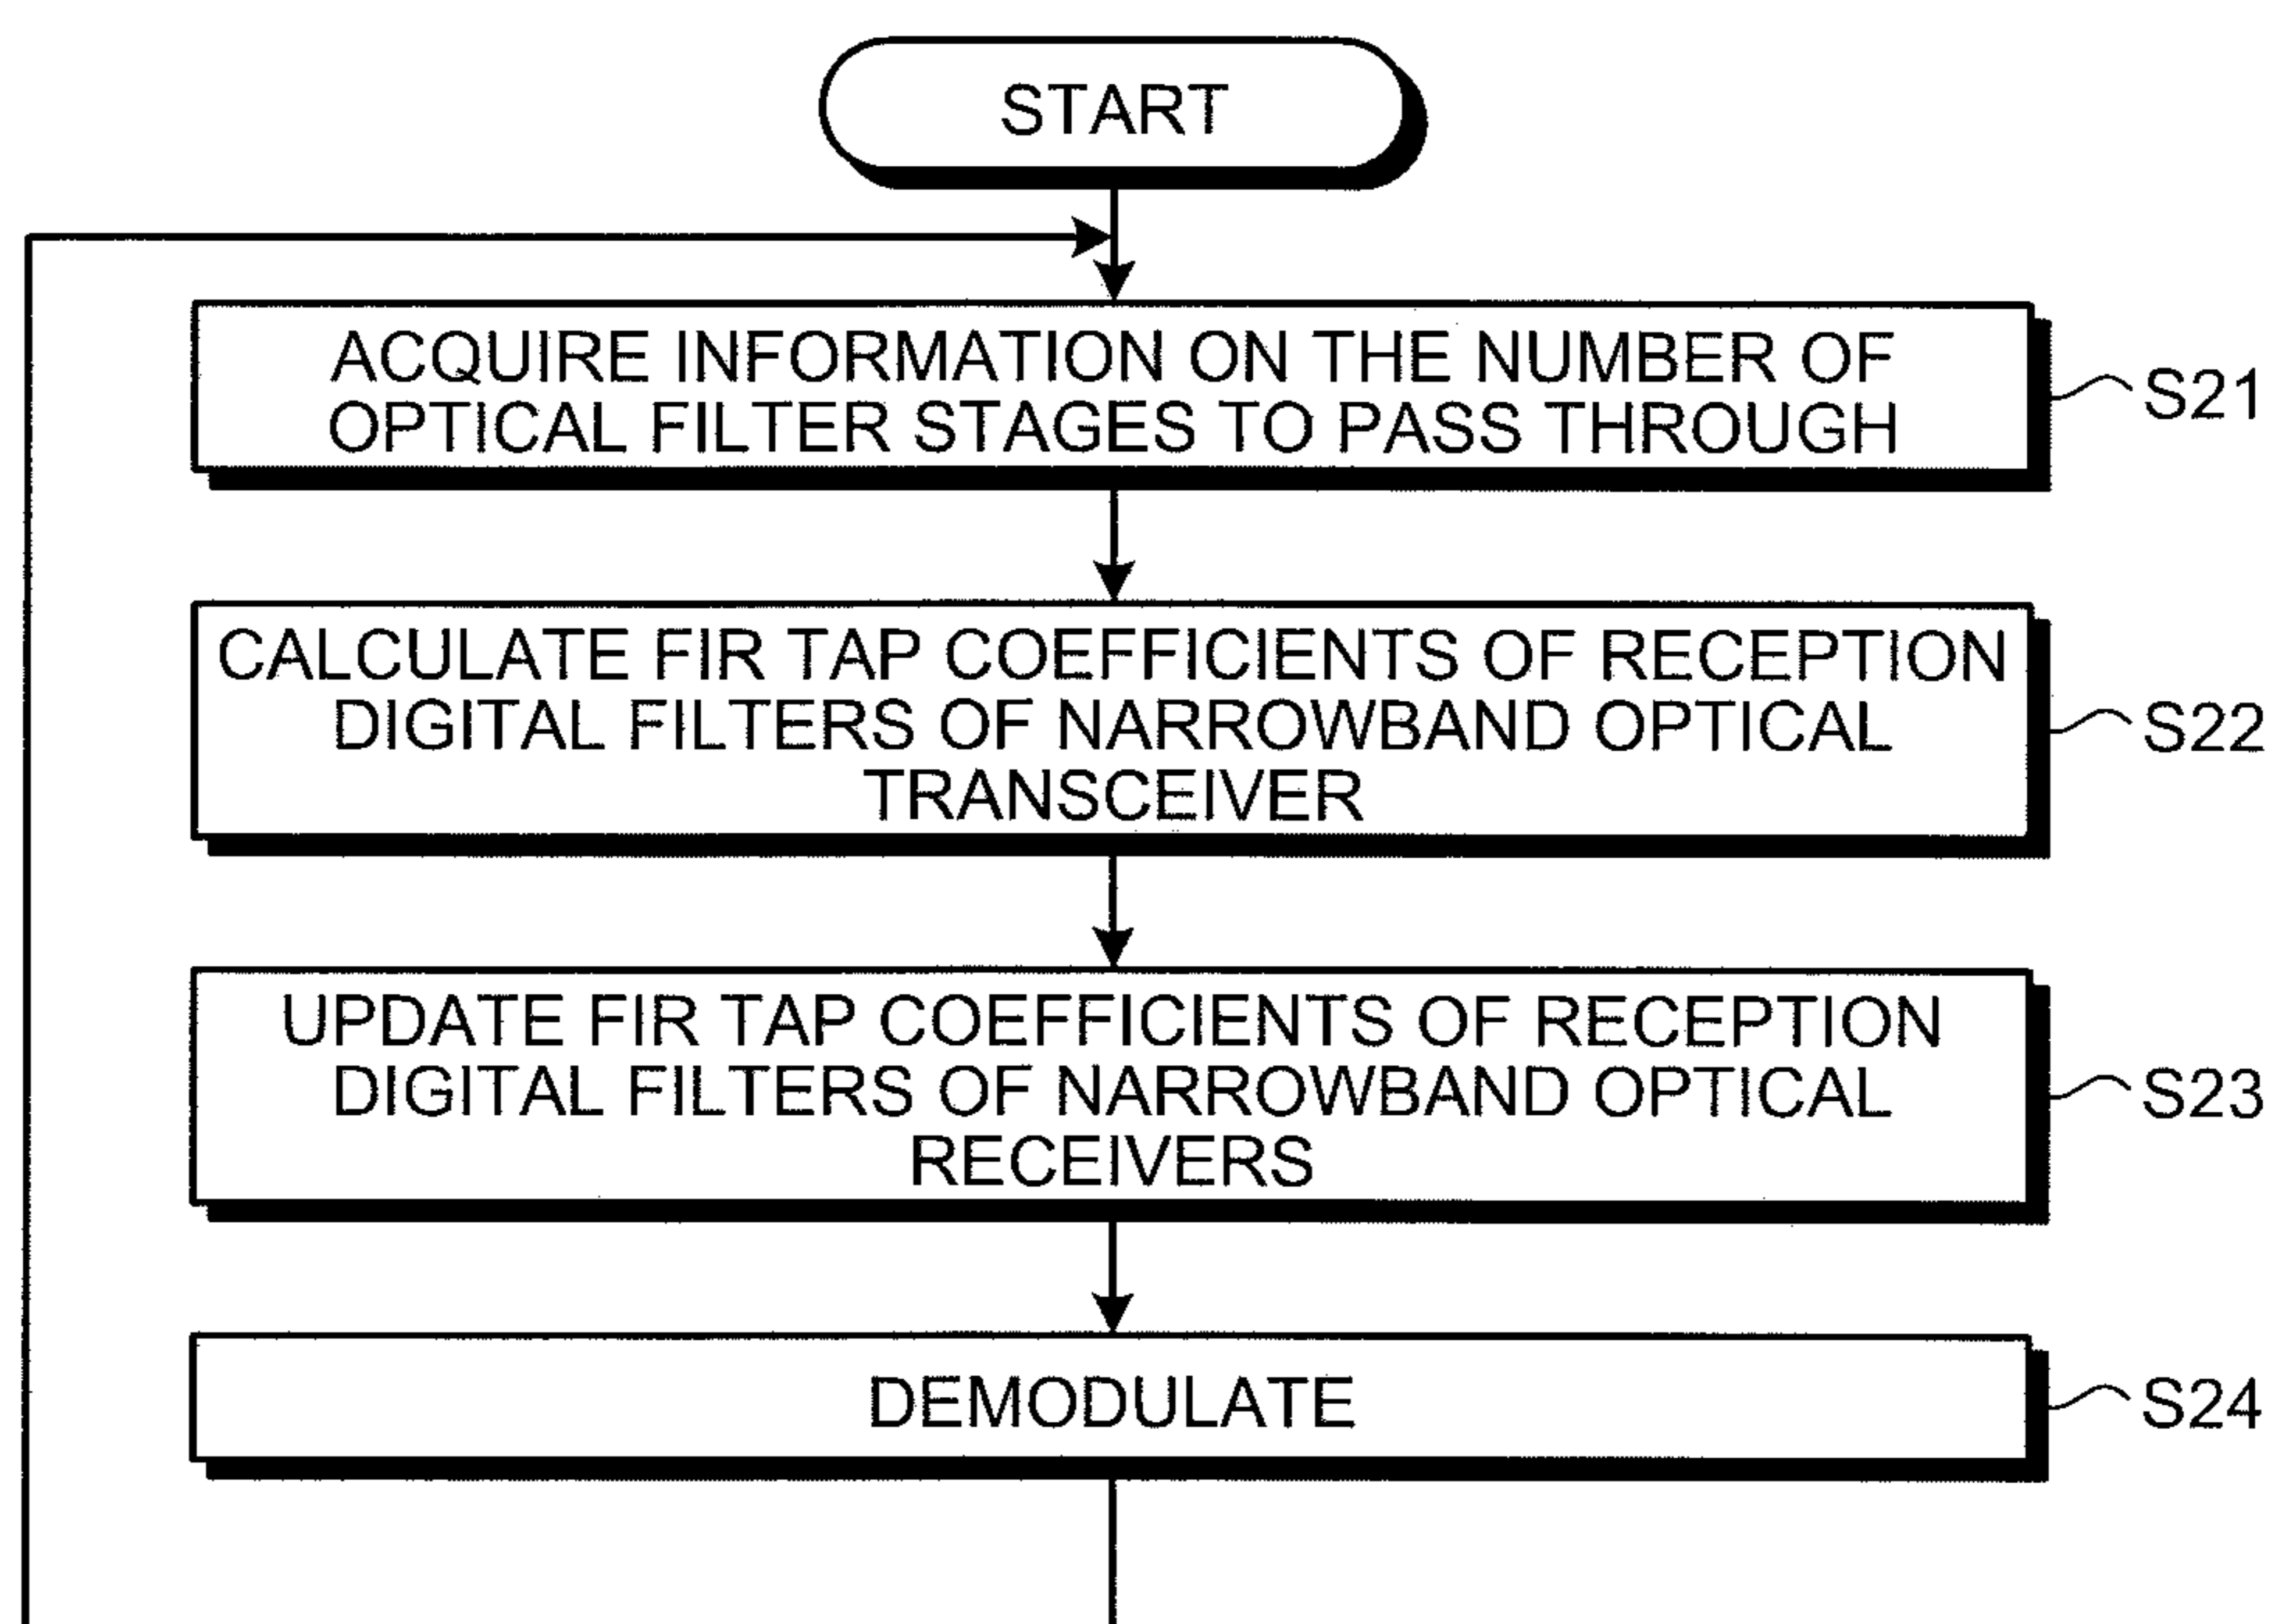 START
ACQUIRE INFORMATION ON THE NUMBER OF
OPTICAL FILTER STAGES TO PASS THROUGH
S21
CALCULATE FIR TAP COEFFICIENTS OF RECEPTION
DIGITAL FILTERS OF NARROWBAND OPTICAL
TRANSCEIVER
S22
UPDATE FIR TAP COEFFICIENTS OF RECEPTION
DIGITAL FILTERS OF NARROWBAND OPTICAL
RECEIVERS
S23
DEMODULATE
S24